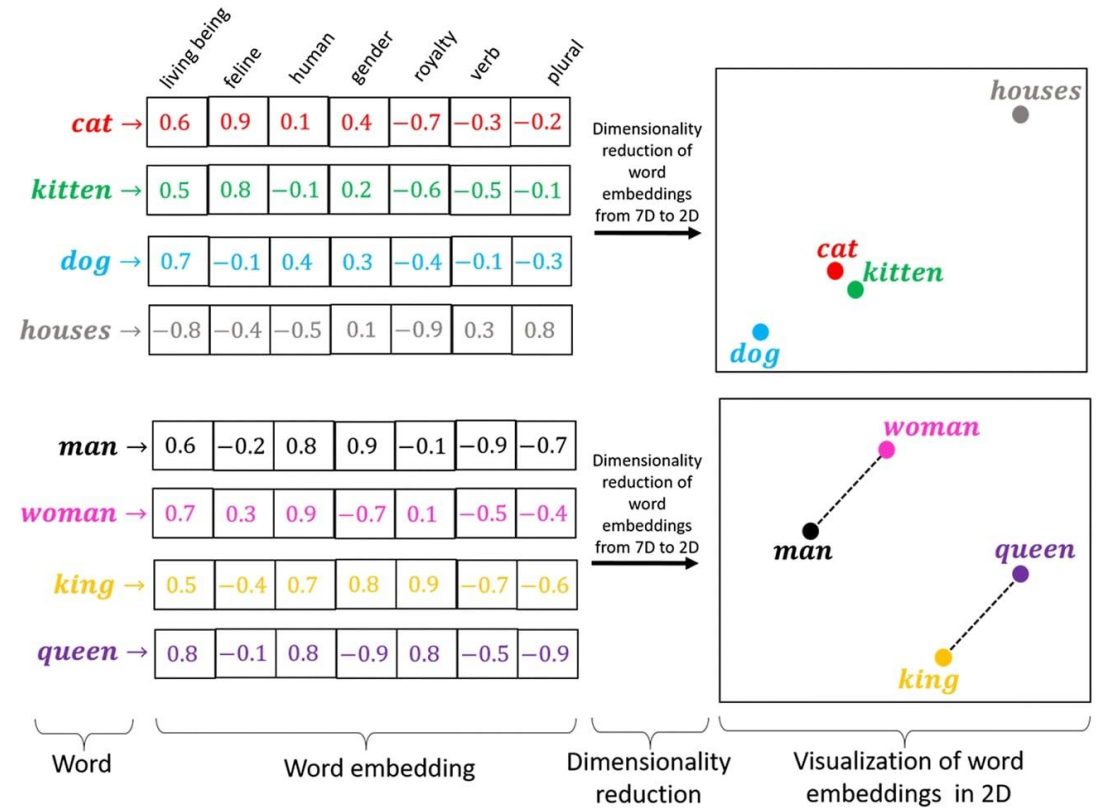 living being feline human gender royalty verb plural
cat → 0.6 0.9 0.1 0.4 −0.7 −0.3 −0.2
kitten → 0.5 0.8 −0.1 0.2 −0.6 −0.5 −0.1
dog → 0.7 −0.1 0.4 0.3 −0.4 −0.1 −0.3
houses → −0.8 −0.4 −0.5 0.1 −0.9 0.3 0.8
Dimensionality
reduction of
word
embeddings
from 7D to 2D
houses
cat
kitten
dog
man → 0.6 −0.2 0.8 0.9 −0.1 −0.9 −0.7
woman → 0.7 0.3 0.9 −0.7 0.1 −0.5 −0.4
king → 0.5 −0.4 0.7 0.8 0.9 −0.7 −0.6
queen → 0.8 −0.1 0.8 −0.9 0.8 −0.5 −0.9
Dimensionality
reduction of
word
embeddings
from 7D to 2D
woman
man
queen
king
Word
Word embedding
Dimensionality
reduction
Visualization of word
embeddings in 2D